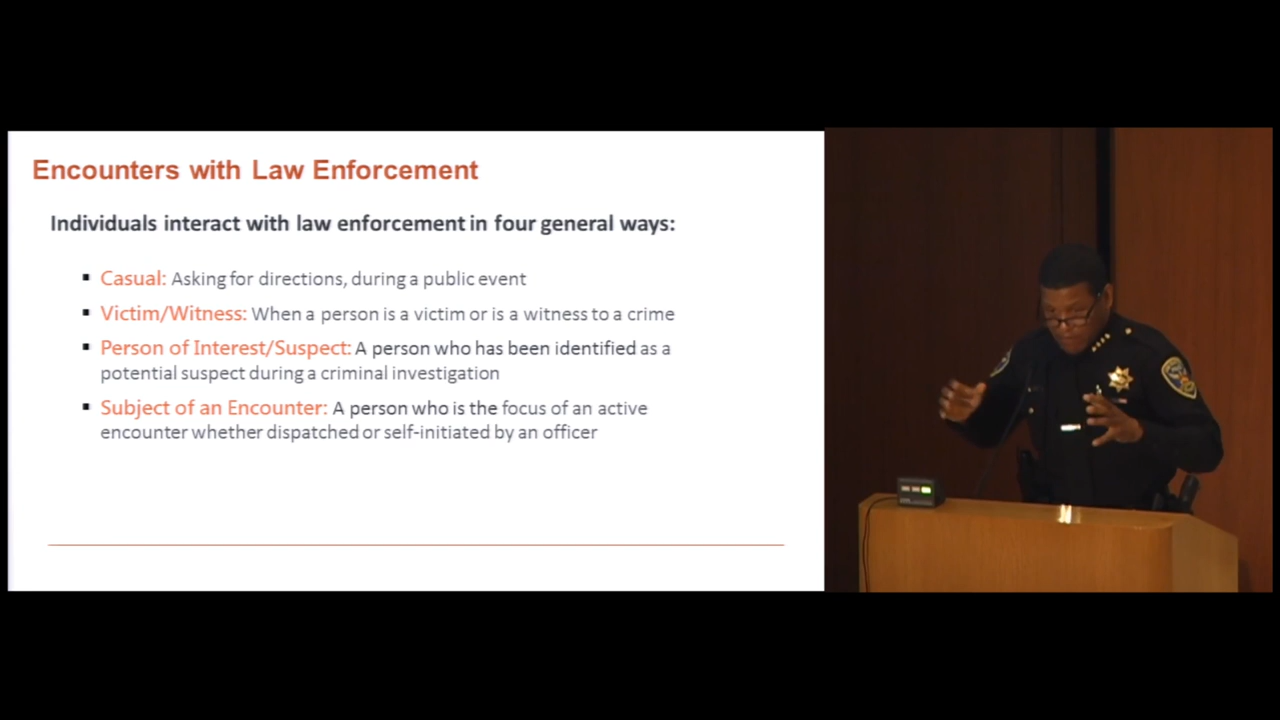 Encounters with Law Enforcement
Individuals interact with law enforcement in four general ways:
▪ Casual: Asking for directions, during a public event
▪ Victim/Witness: When a person is a victim or is a witness to a crime
▪ Person of Interest/Suspect: A person who has been identified as a
potential suspect during a criminal investigation
▪ Subject of an Encounter: A person who is the focus of an active
encounter whether dispatched or self-initiated by an officer